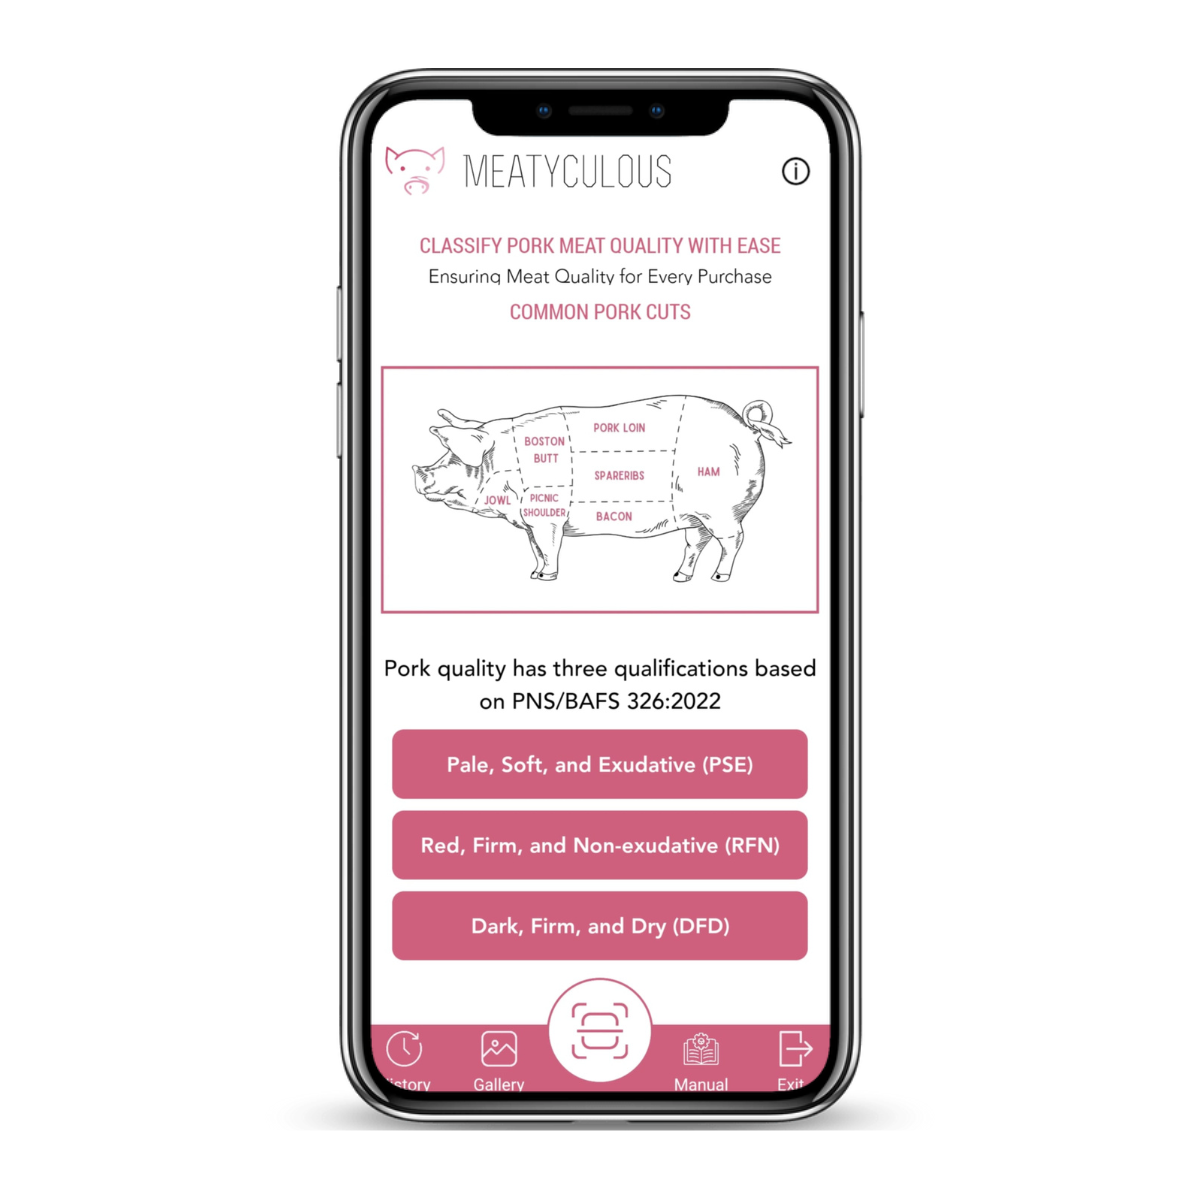 MEATYCULOUS
CLASSIFY PORK MEAT QUALITY WITH EASE
Ensuring Meat Quality for Every Purchase
COMMON PORK CUTS
BOSTON
BUTT
PORK LOIN
SPARERIBS
HAM
JOWL
PICNIC
SHOULDER
BACON
Pork quality has three qualifications based
on PNS/BAFS 326:2022
Pale, Soft, and Exudative (PSE)
Red, Firm, and Non-exudative (RFN)
Dark, Firm, and Dry (DFD)
istory
Gallery
Manual
Exit